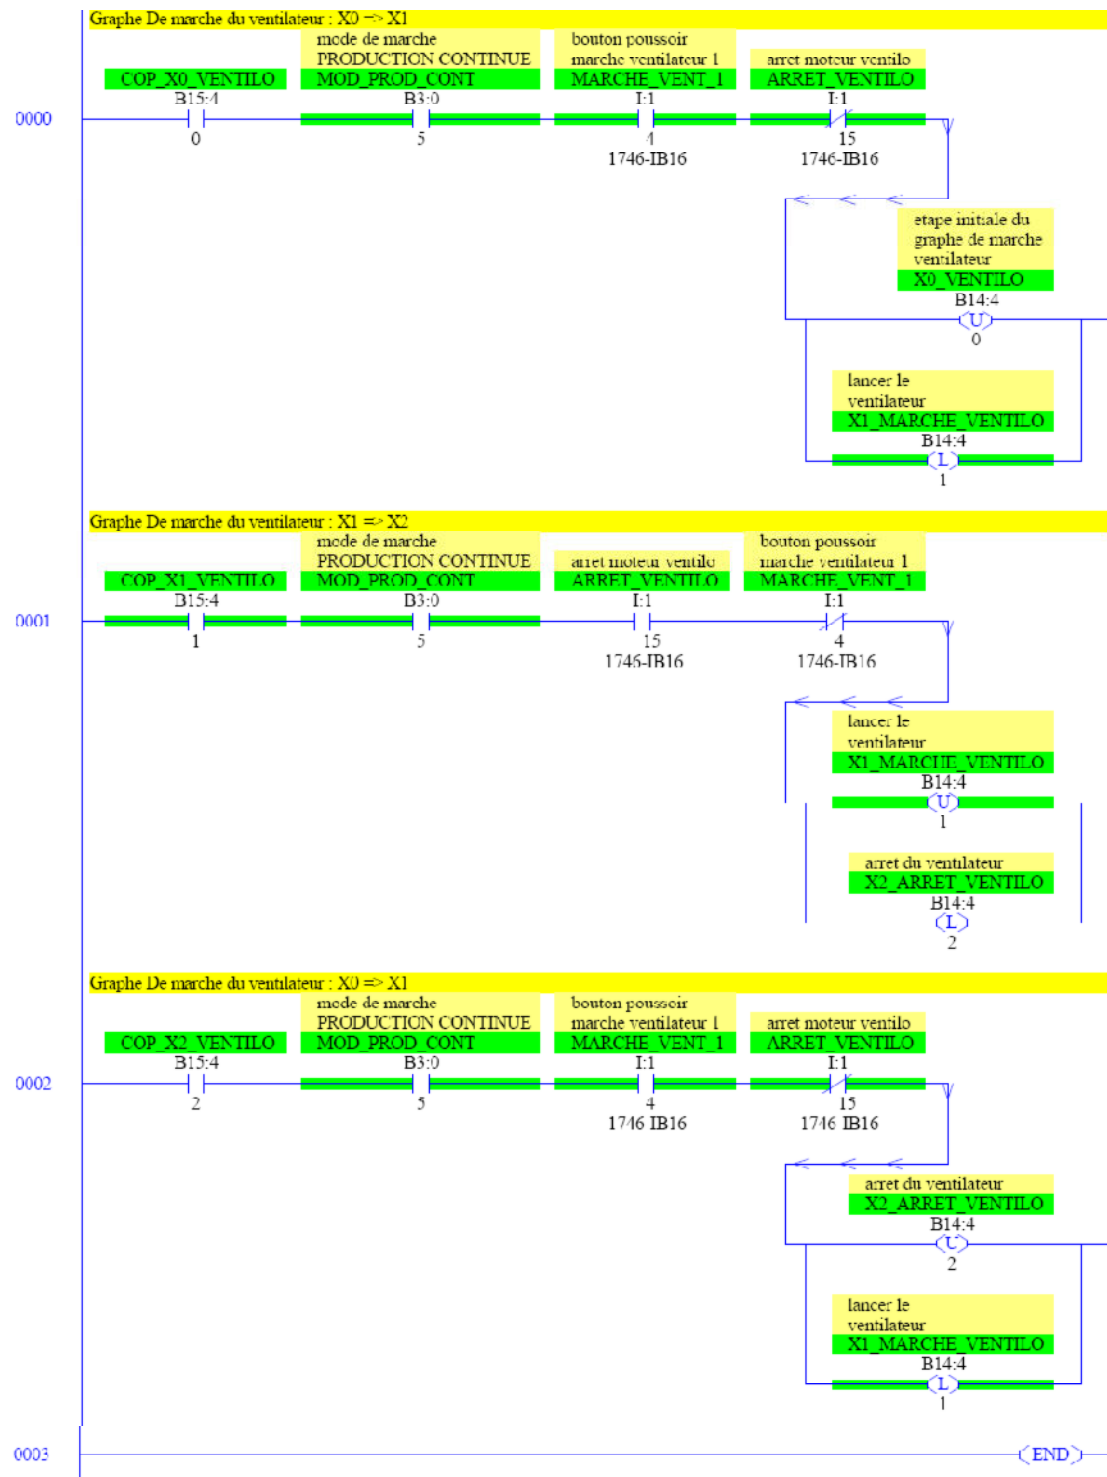 Graphe De marche du ventilateur : X0 => X1
mode de marche
PRODUCTION CONTINUE
bouton poussoir
marche ventilateur 1
arret moteur ventilo
COP_X0_VENTILO
MOD_PROD_CONT
MARCHE_VENT_1
ARRET_VENTILO
B15:4
B3:0
I:1
I:1
0000
0
5
4
15
1746-IB16
1746-IB16
etape initiale du
graphe de marche
ventilateur
X0_VENTILO
B14:4
U
0
lancer le
ventilateur
X1_MARCHE_VENTILO
B14:4
L
1
Graphe De marche du ventilateur : X1 => X2
mode de marche
PRODUCTION CONTINUE
arret moteur ventilo
bouton poussoir
marche ventilateur 1
COP_X1_VENTILO
MOD_PROD_CONT
ARRET_VENTILO
MARCHE_VENT_1
B15:4
B3:0
I:1
I:1
0001
1
5
15
4
1746-IB16
1746-IB16
lancer le
ventilateur
X1_MARCHE_VENTILO
B14:4
U
1
arret du ventilateur
X2_ARRET_VENTILO
B14:4
L
2
Graphe De marche du ventilateur : X0 => X1
mode de marche
PRODUCTION CONTINUE
bouton poussoir
marche ventilateur 1
arret moteur ventilo
COP_X2_VENTILO
MOD_PROD_CONT
MARCHE_VENT_1
ARRET_VENTILO
B15:4
B3:0
I:1
I:1
0002
2
5
4
15
1746-IB16
1746-IB16
arret du ventilateur
X2_ARRET_VENTILO
B14:4
U
2
lancer le
ventilateur
X1_MARCHE_VENTILO
B14:4
L
1
0003
END